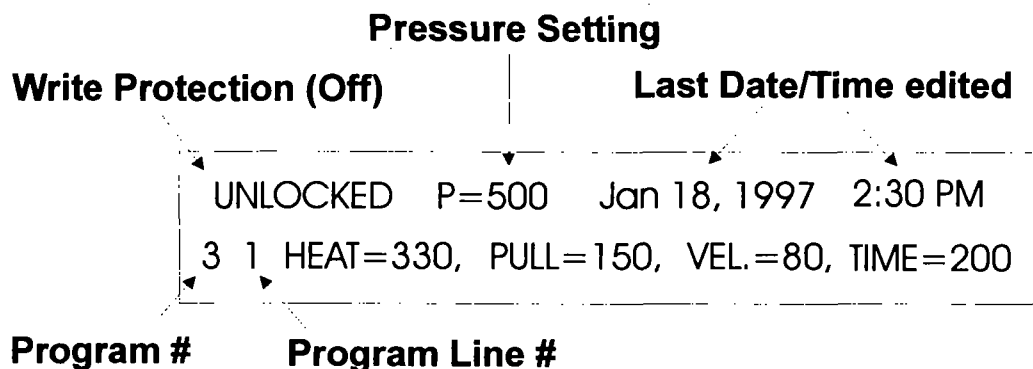 Pressure Setting
Write Protection (Off)
Last Date/Time edited
UNLOCKED P=500 Jan 18, 1997 2:30 PM
3 1 HEAT=330, PULL=150, VEL.=80, TIME=200
Program #
Program Line #